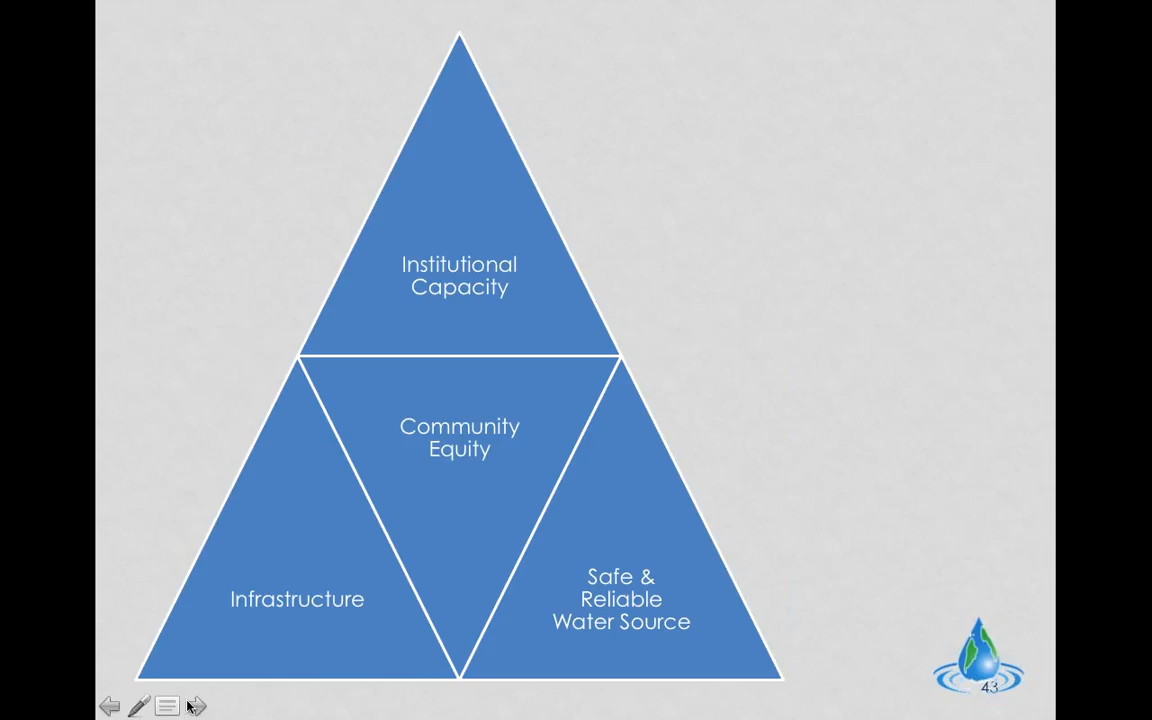 Institutional
Capacity
Community
Equity
Infrastructure
Safe &
Reliable
Water Source
43